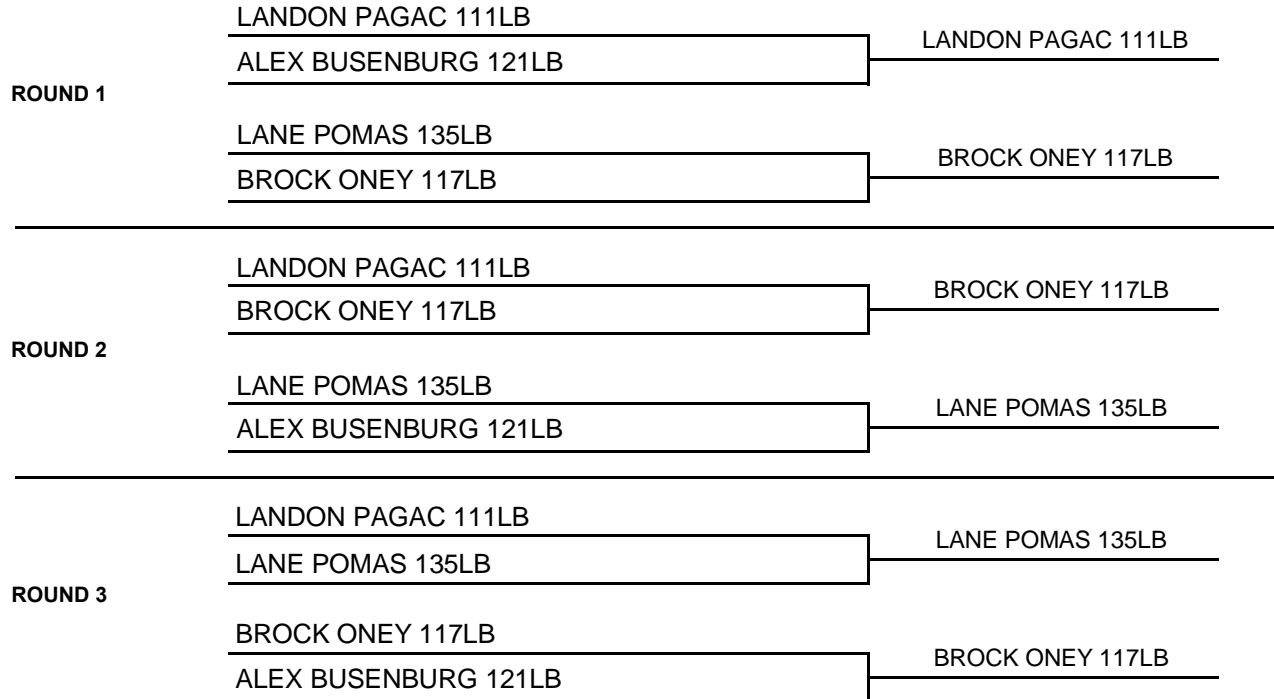 LANDON PAGAC 111LB
LANDON PAGAC 111LB
ALEX BUSENBURG 121LB
ROUND 1
LANE POMAS 135LB
BROCK ONEY 117LB
BROCK ONEY 117LB
LANDON PAGAC 111LB
BROCK ONEY 117LB
BROCK ONEY 117LB
ROUND 2
LANE POMAS 135LB
LANE POMAS 135LB
ALEX BUSENBURG 121LB
LANDON PAGAC 111LB
LANE POMAS 135LB
LANE POMAS 135LB
ROUND 3
BROCK ONEY 117LB
BROCK ONEY 117LB
ALEX BUSENBURG 121LB